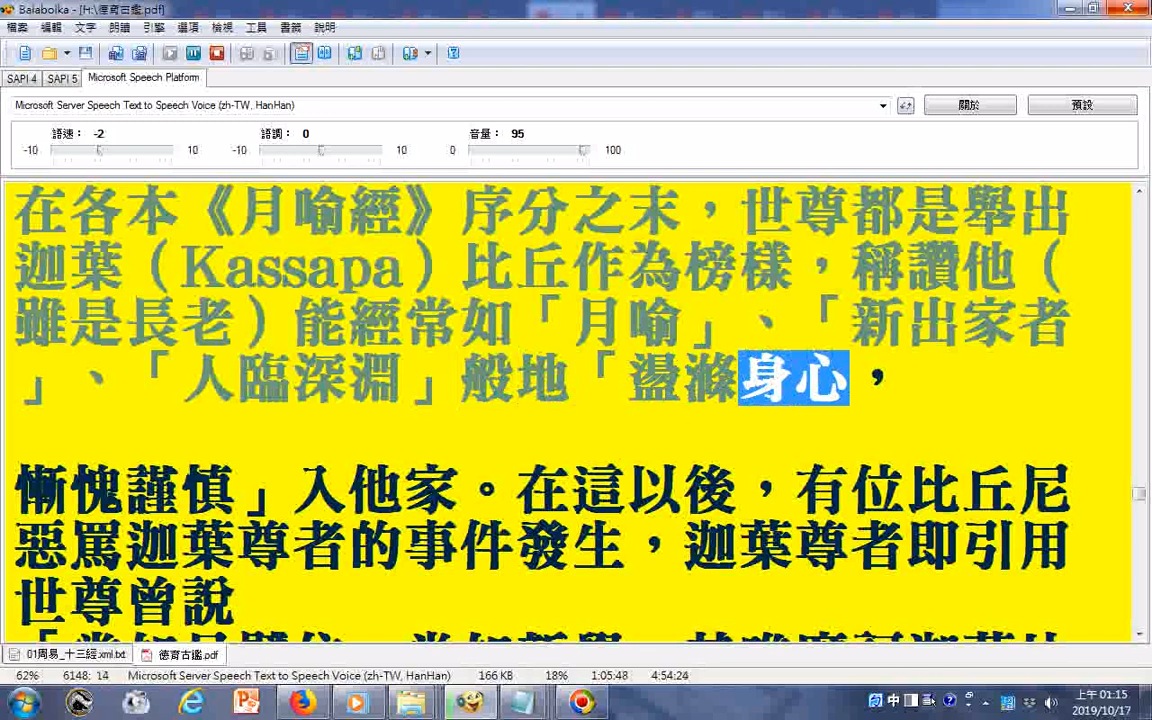 Balabolka - [H:\德育古鑑.pdf]
檔案 編輯 文字 朗讀 引擎 選項 檢視 工具 書籤 說明
SAPI 4 SAPI 5 Microsoft Speech Platform
Microsoft Server Speech Text to Speech Voice (zh-TW, HanHan) 關於 預設
語速： -2 語調： 0 音量： 95
-10 10 -10 10 0 100
在各本《月喻經》序分之末，世尊都是舉出
迦葉（Kassapa）比丘作為榜樣，稱讚他（
雖是長老）能經常如「月喻」、「新出家者
」、「人臨深淵」般地「盪滌身心，
慚愧謹慎」入他家。在這以後，有位比丘尼
惡罵迦葉尊者的事件發生，迦葉尊者即引用
世尊曾說
01周易_十三經.xml.txt 德育古鑑.pdf
62% 6148: 14 Microsoft Server Speech Text to Speech Voice (zh-TW, HanHan) 166 KB 18% 1:05:48 4:54:24
中 上午 01:15
2019/10/17